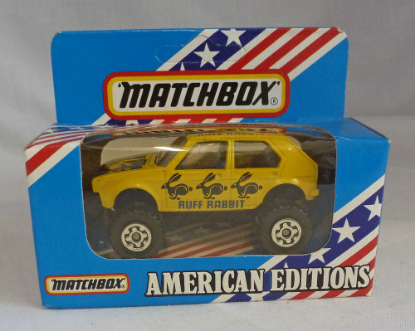 MATCHBOX®
RUFF RABBIT
MATCHBOX® AMERICAN EDITIONS